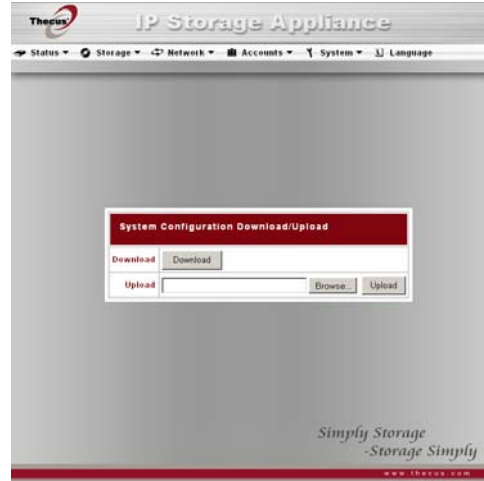 Thecus
IP Storage Appliance
Status Storage Network Accounts System Language
System Configuration Download/Upload
Download Download
Upload Browse... Upload
Simply Storage
-Storage Simply
www.thecus.com